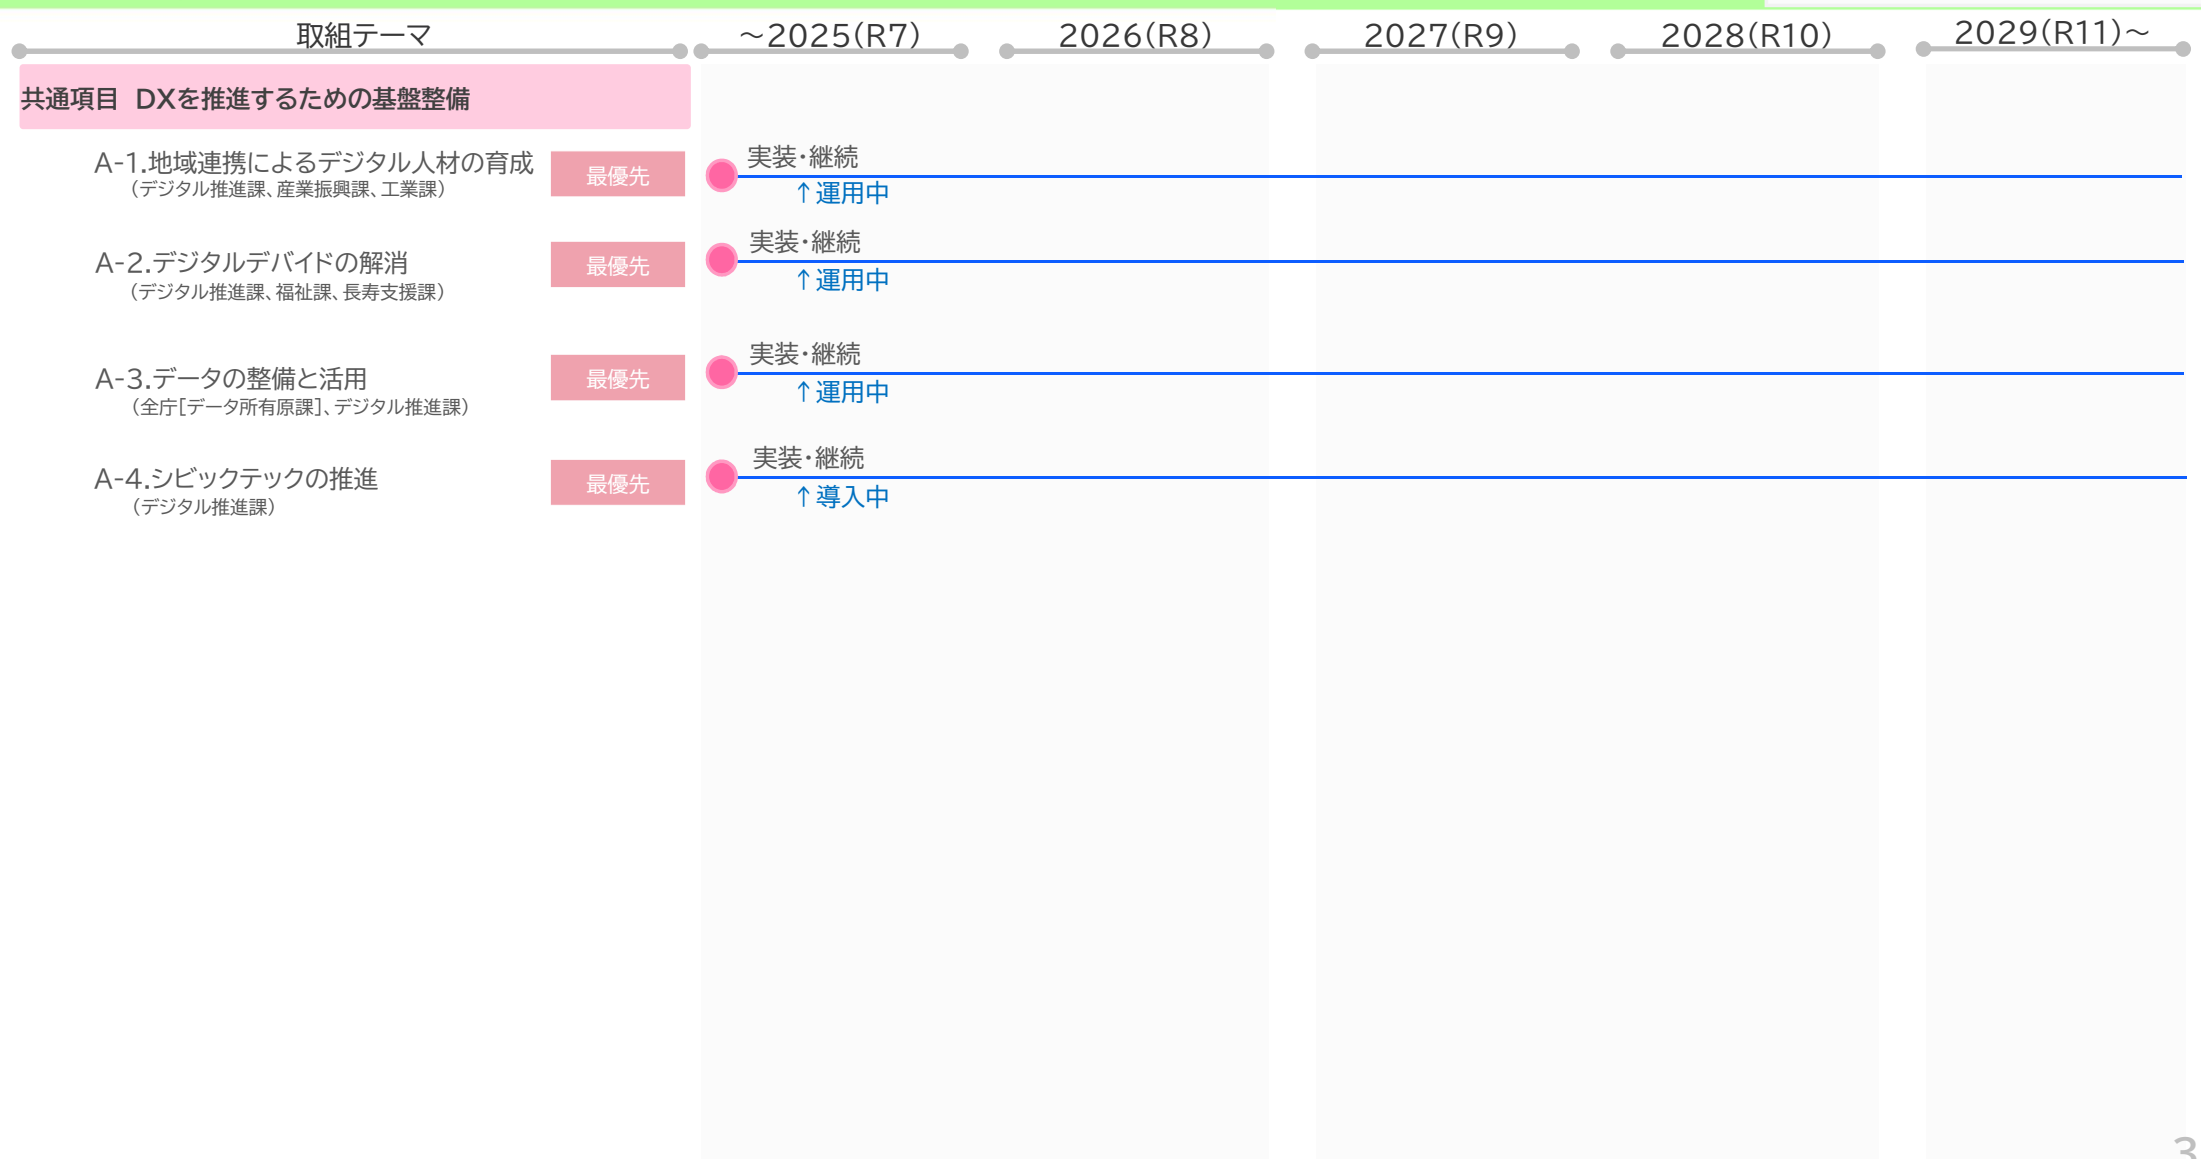 取組テーマ ～2025(R7) 2026(R8) 2027(R9) 2028(R10) 2029(R11)～
共通項目 DXを推進するための基盤整備
A-1.地域連携によるデジタル人材の育成 最優先 実装・継続
(デジタル推進課、産業振興課、工業課) ↑運用中
A-2.デジタルデバイドの解消 最優先 実装・継続
(デジタル推進課、福祉課、長寿支援課) ↑運用中
A-3.データの整備と活用 最優先 実装・継続
(全庁[データ所有原課]、デジタル推進課) ↑運用中
A-4.シビックテックの推進 最優先 実装・継続
(デジタル推進課) ↑導入中
3